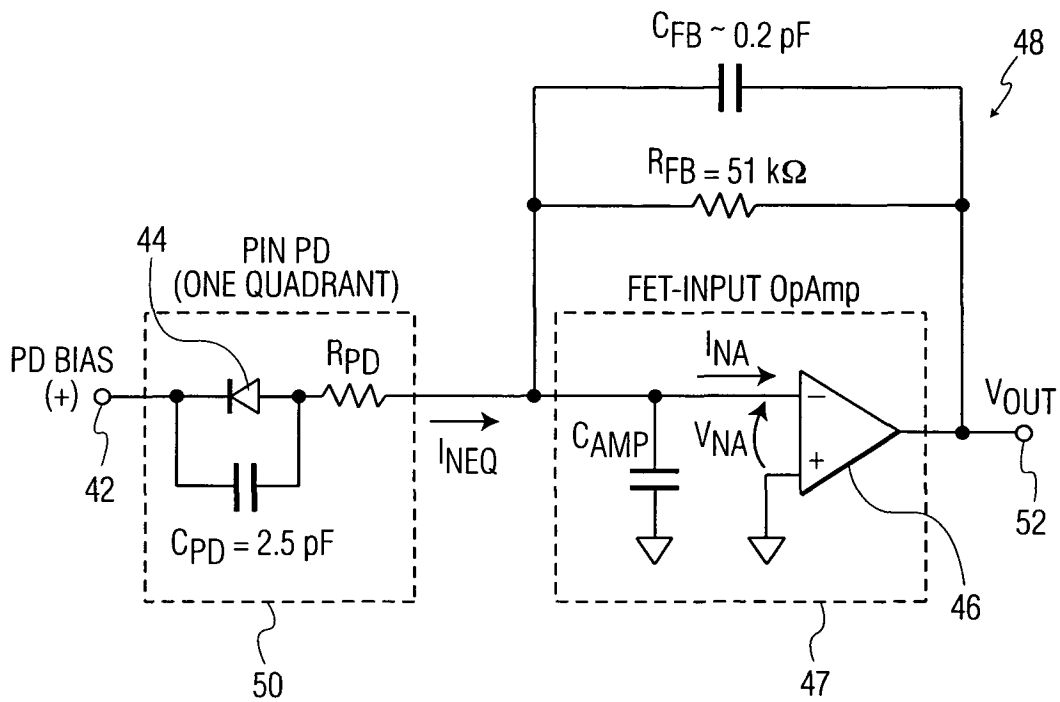 C_FB ~ 0.2 pF
48
R_FB = 51 kΩ
44
PIN PD
(ONE QUADRANT)
FET-INPUT OpAmp
PD BIAS
(+)
R_PD
I_NA
V_OUT
42
I_NEQ
C_AMP
V_NA
−
+
52
C_PD = 2.5 pF
46
50
47